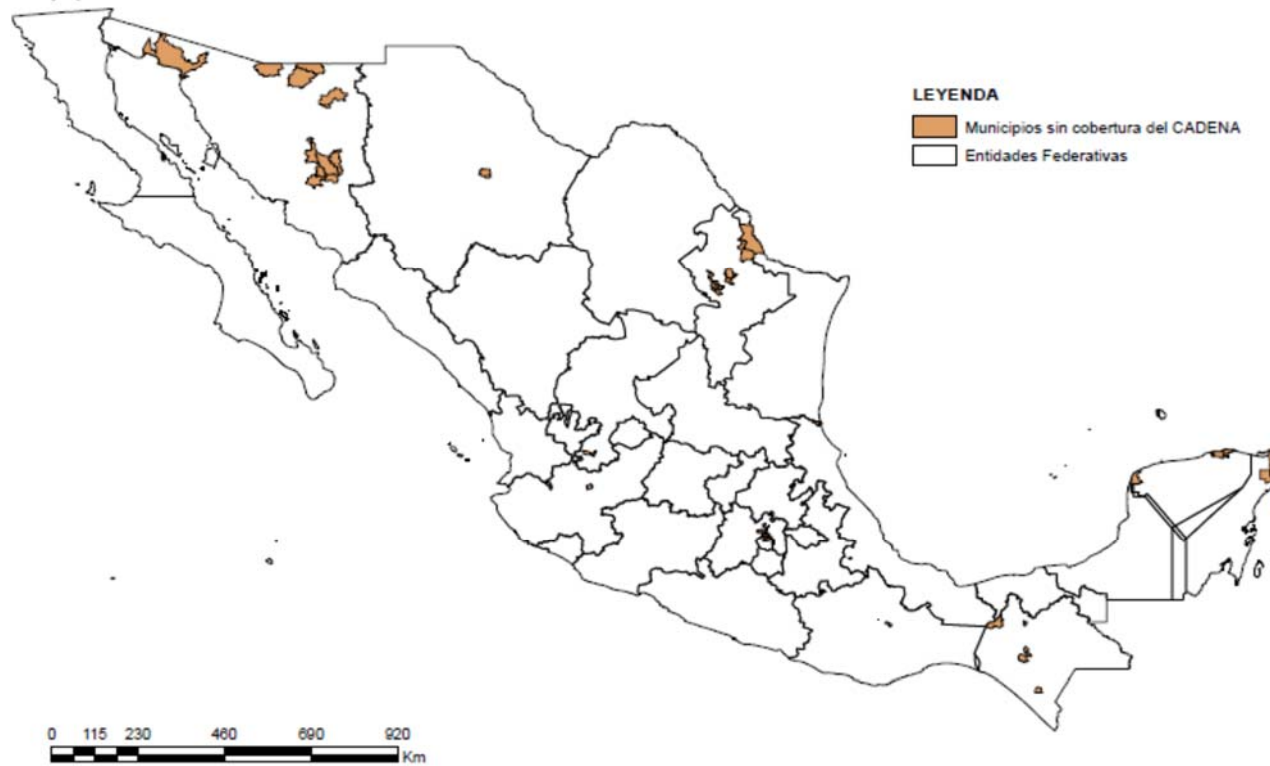 LEYENDA
Municipios sin cobertura del CADENA
Entidades Federativas
0 115 230 460 690 920
Km